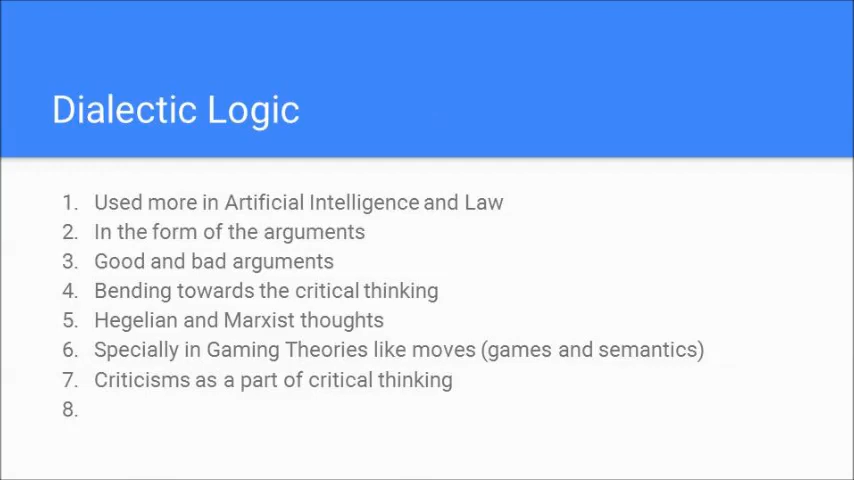 Dialectic Logic
1. Used more in Artificial Intelligence and Law
2. In the form of the arguments
3. Good and bad arguments
4. Bending towards the critical thinking
5. Hegelian and Marxist thoughts
6. Specially in Gaming Theories like moves (games and semantics)
7. Criticisms as a part of critical thinking
8.